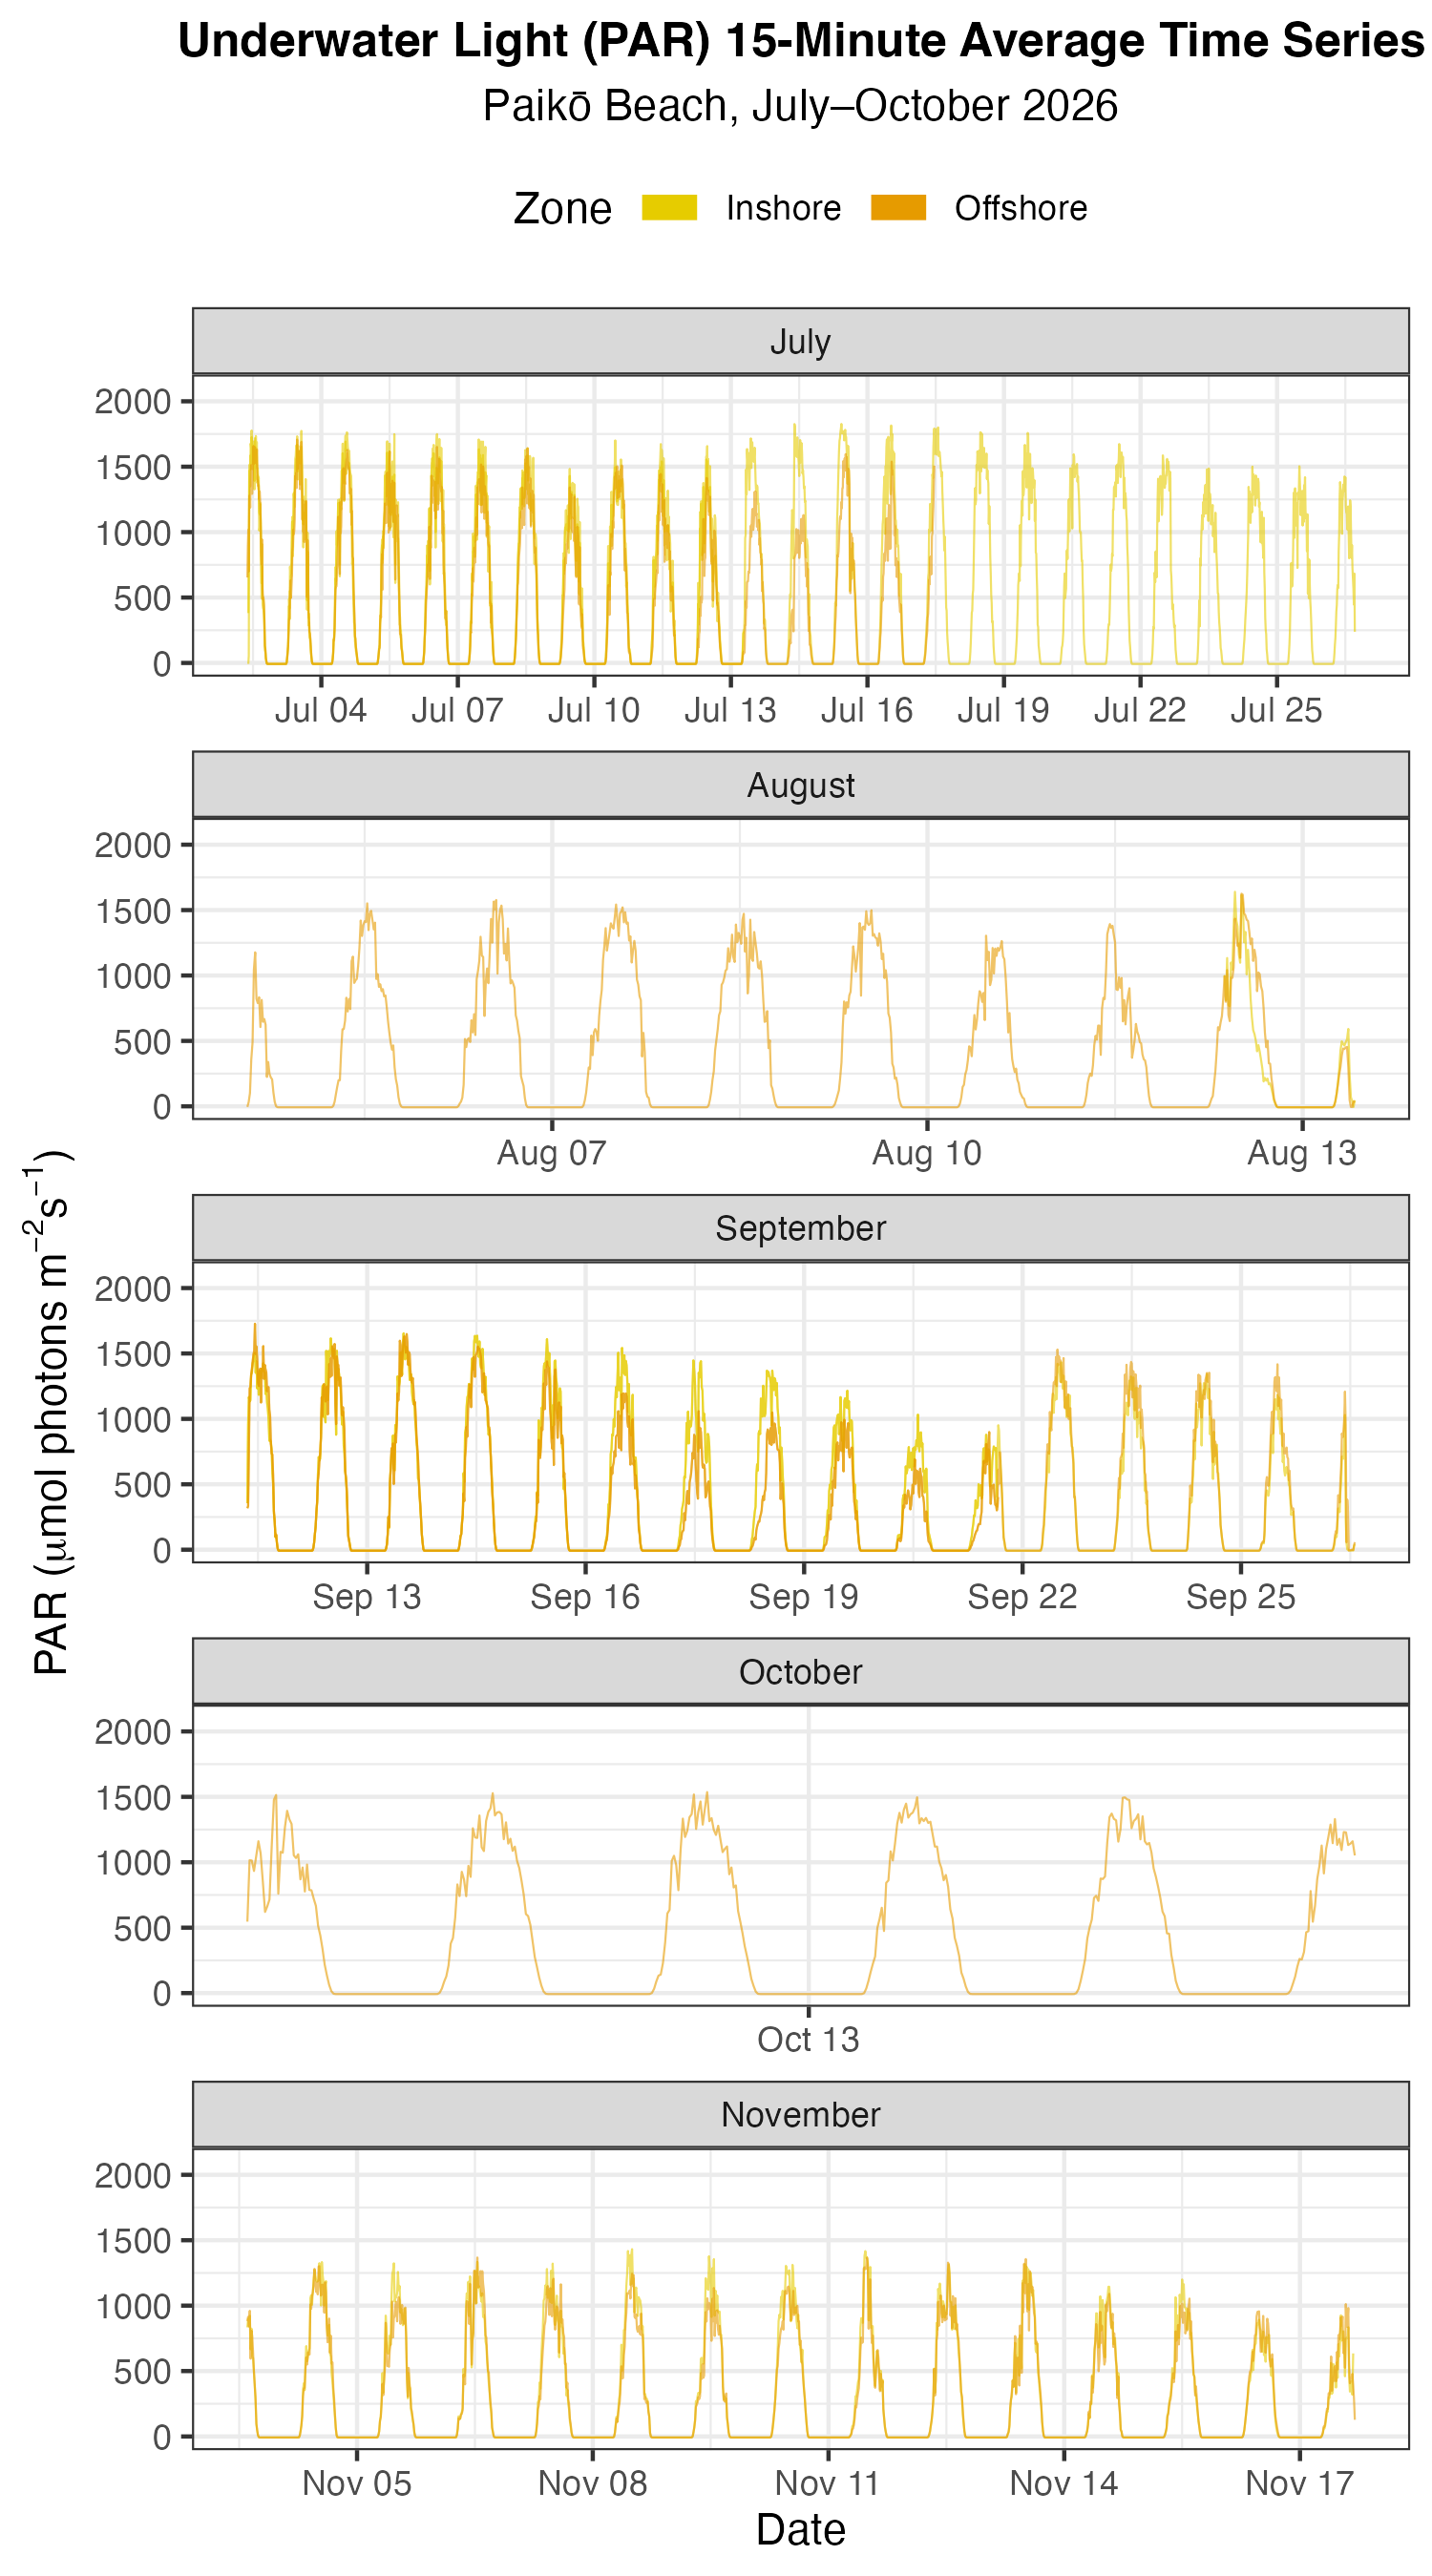 Underwater Light (PAR) 15-Minute Average Time Series
Paikō Beach, July–October 2026
Zone Inshore Offshore
PAR (μmol photons m⁻²s⁻¹)
July
2000
1500
1000
500
0
Jul 04 Jul 07 Jul 10 Jul 13 Jul 16 Jul 19 Jul 22 Jul 25
August
2000
1500
1000
500
0
Aug 07 Aug 10 Aug 13
September
2000
1500
1000
500
0
Sep 13 Sep 16 Sep 19 Sep 22 Sep 25
October
2000
1500
1000
500
0
Oct 13
November
2000
1500
1000
500
0
Nov 05 Nov 08 Nov 11 Nov 14 Nov 17
Date